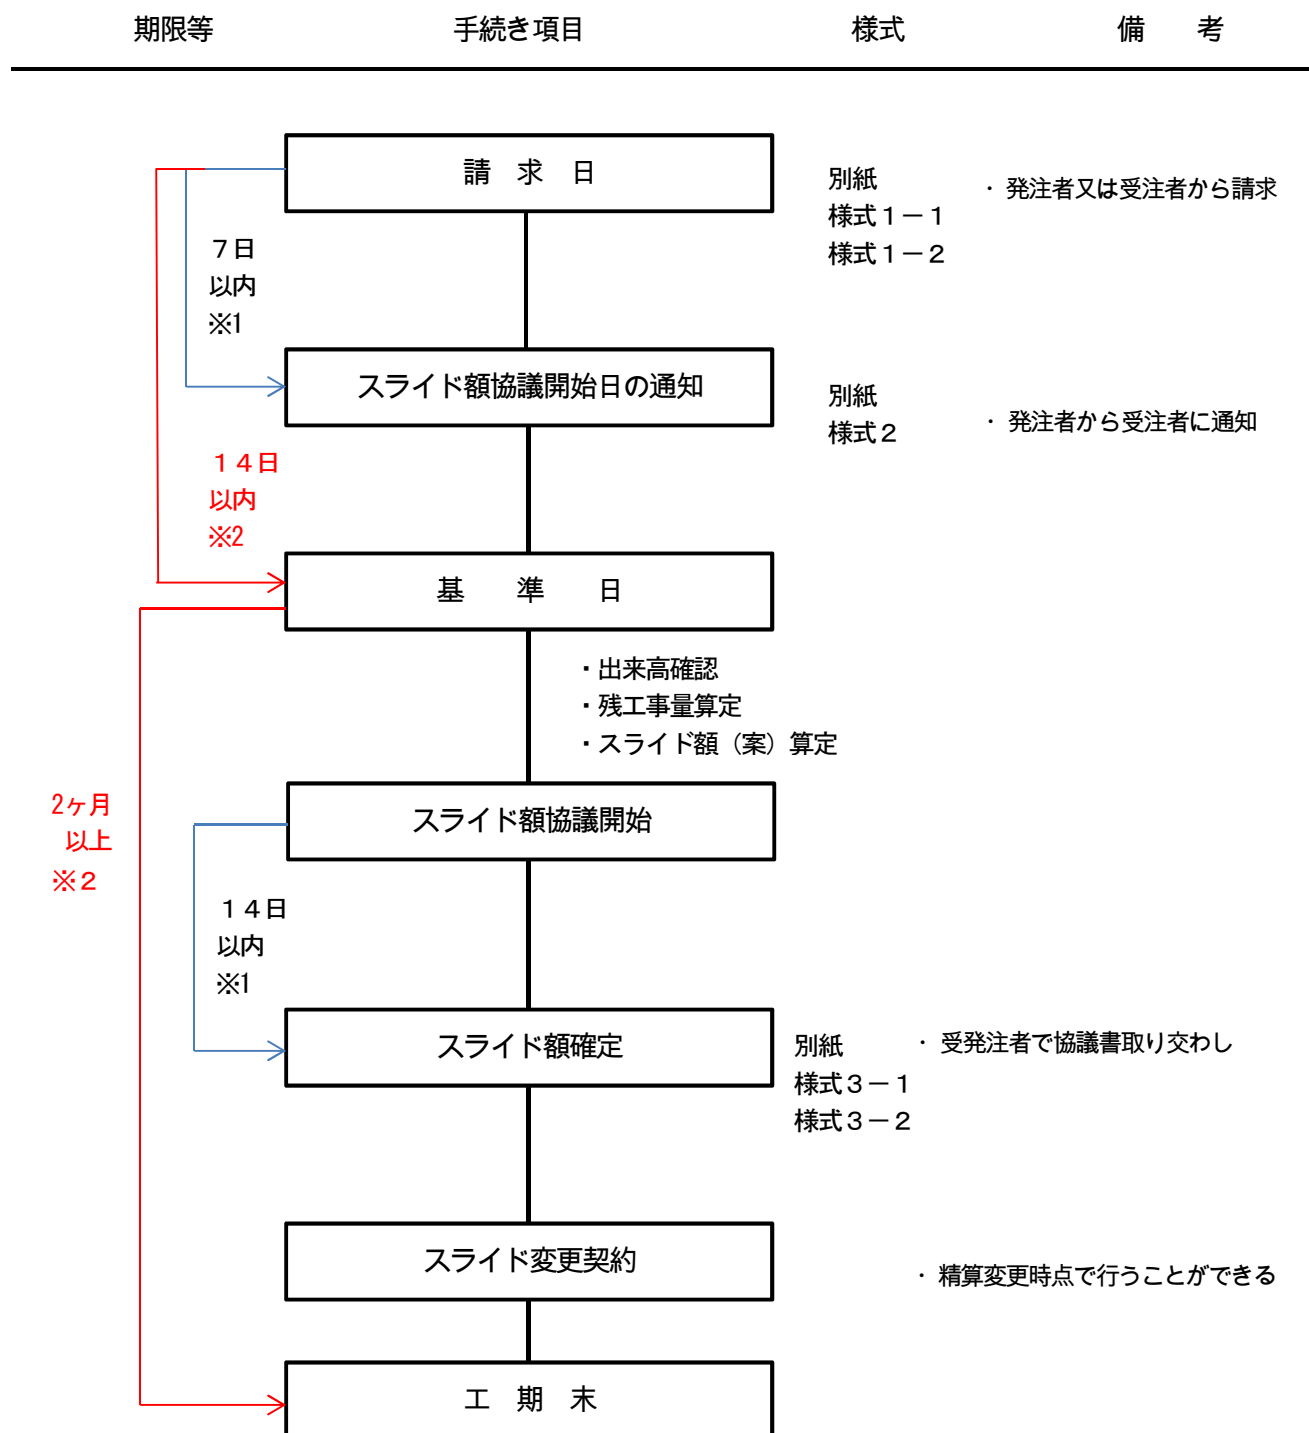 期限等
手続き項目
様式
備　考
請　求　日
別紙
様式１－１
様式１－２
・ 発注者又は受注者から請求
７日
以内
※1
スライド額協議開始日の通知
別紙
様式２
・ 発注者から受注者に通知
１４日
以内
※2
基　準　日
・出来高確認
・残工事量算定
・スライド額（案）算定
スライド額協議開始
2ヶ月
以上
※２
１４日
以内
※1
スライド額確定
別紙
様式３－１
様式３－２
・ 受発注者で協議書取り交わし
スライド変更契約
・ 精算変更時点で行うことができる
工　期　末